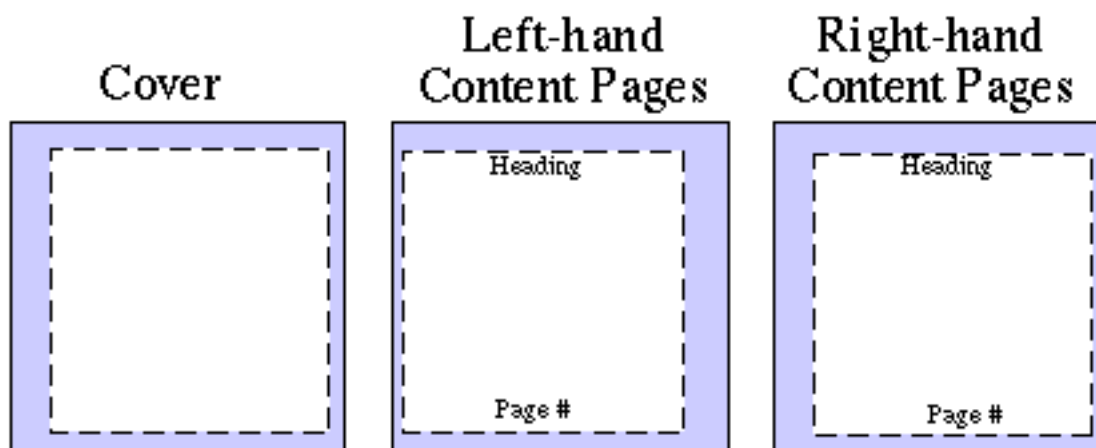 Cover
Left-hand
Content Pages
Right-hand
Content Pages
Heading
Page #
Heading
Page #